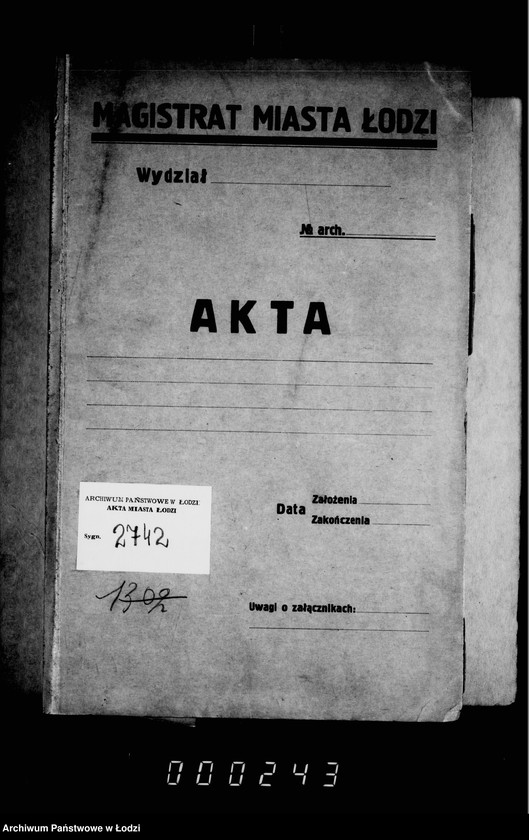 MAGISTRAT MIASTA ŁODZI
Wydział
№ arch.
AKTA
ARCHIWUM PAŃSTWOWE W ŁODZI
AKTA MIASTA ŁODZI
Sygn. 2742
Data
Założenia
Zakończenia
1302
Uwagi o załącznikach:
000243
Archiwum Państwowe w Łodzi